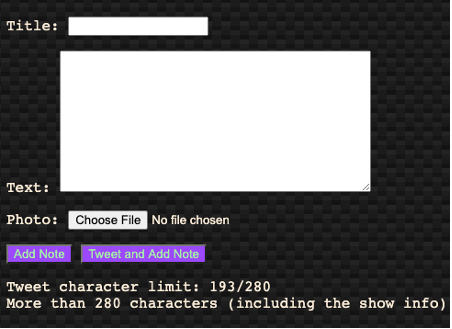 Title:
Text:
Photo: Choose File No file chosen
Add Note Tweet and Add Note
Tweet character limit: 193/280
More than 280 characters (including the show info)